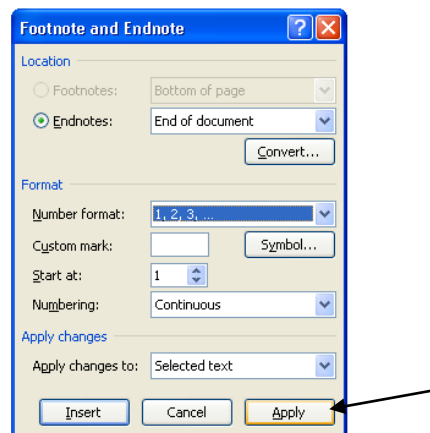 Footnote and Endnote
Location
Footnotes: Bottom of page
Endnotes: End of document
Convert...
Format
Number format: 1, 2, 3, ...
Custom mark: Symbol...
Start at: 1
Numbering: Continuous
Apply changes
Apply changes to: Selected text
Insert Cancel Apply